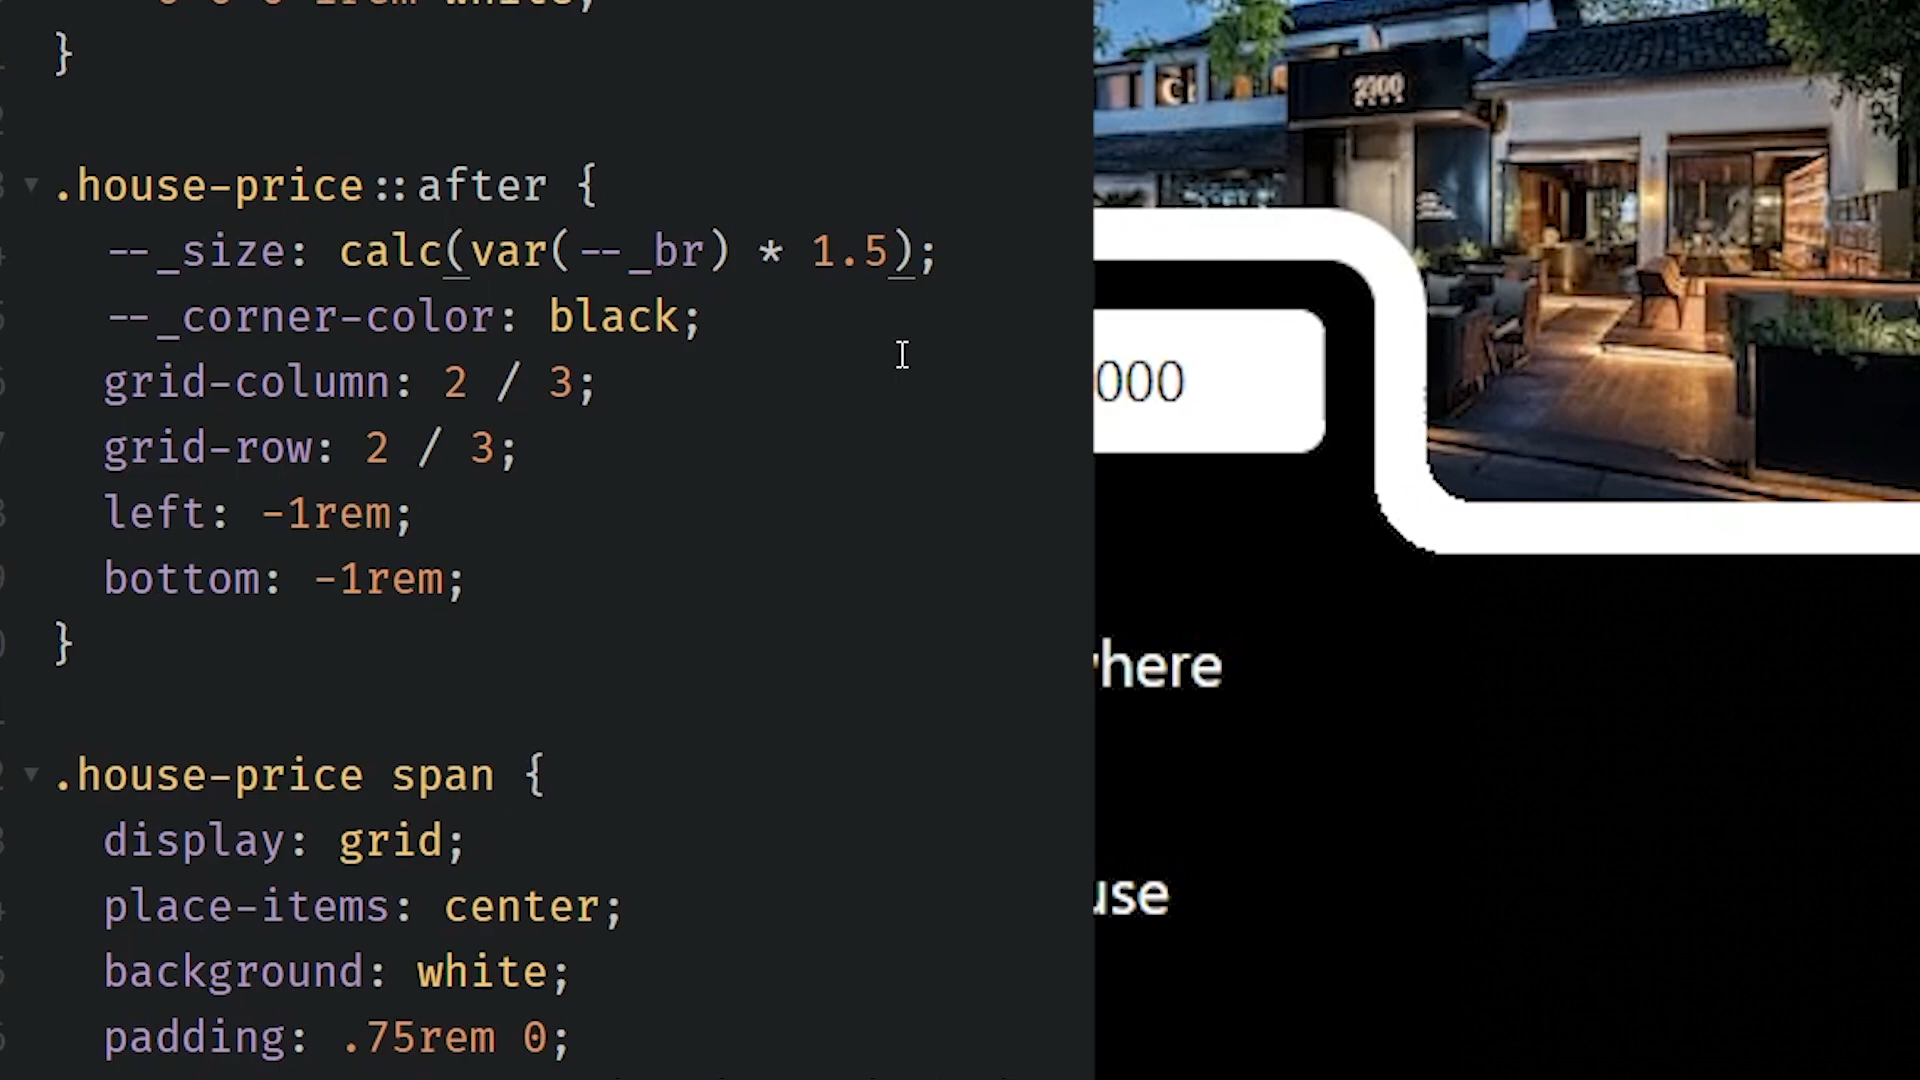 }
.house-price::after {
--_size: calc(var(--_br) * 1.5);
--_corner-color: black;
grid-column: 2 / 3;
grid-row: 2 / 3;
left: -1rem;
bottom: -1rem;
}
.house-price span {
display: grid;
place-items: center;
background: white;
padding: .75rem 0;
000
here
use